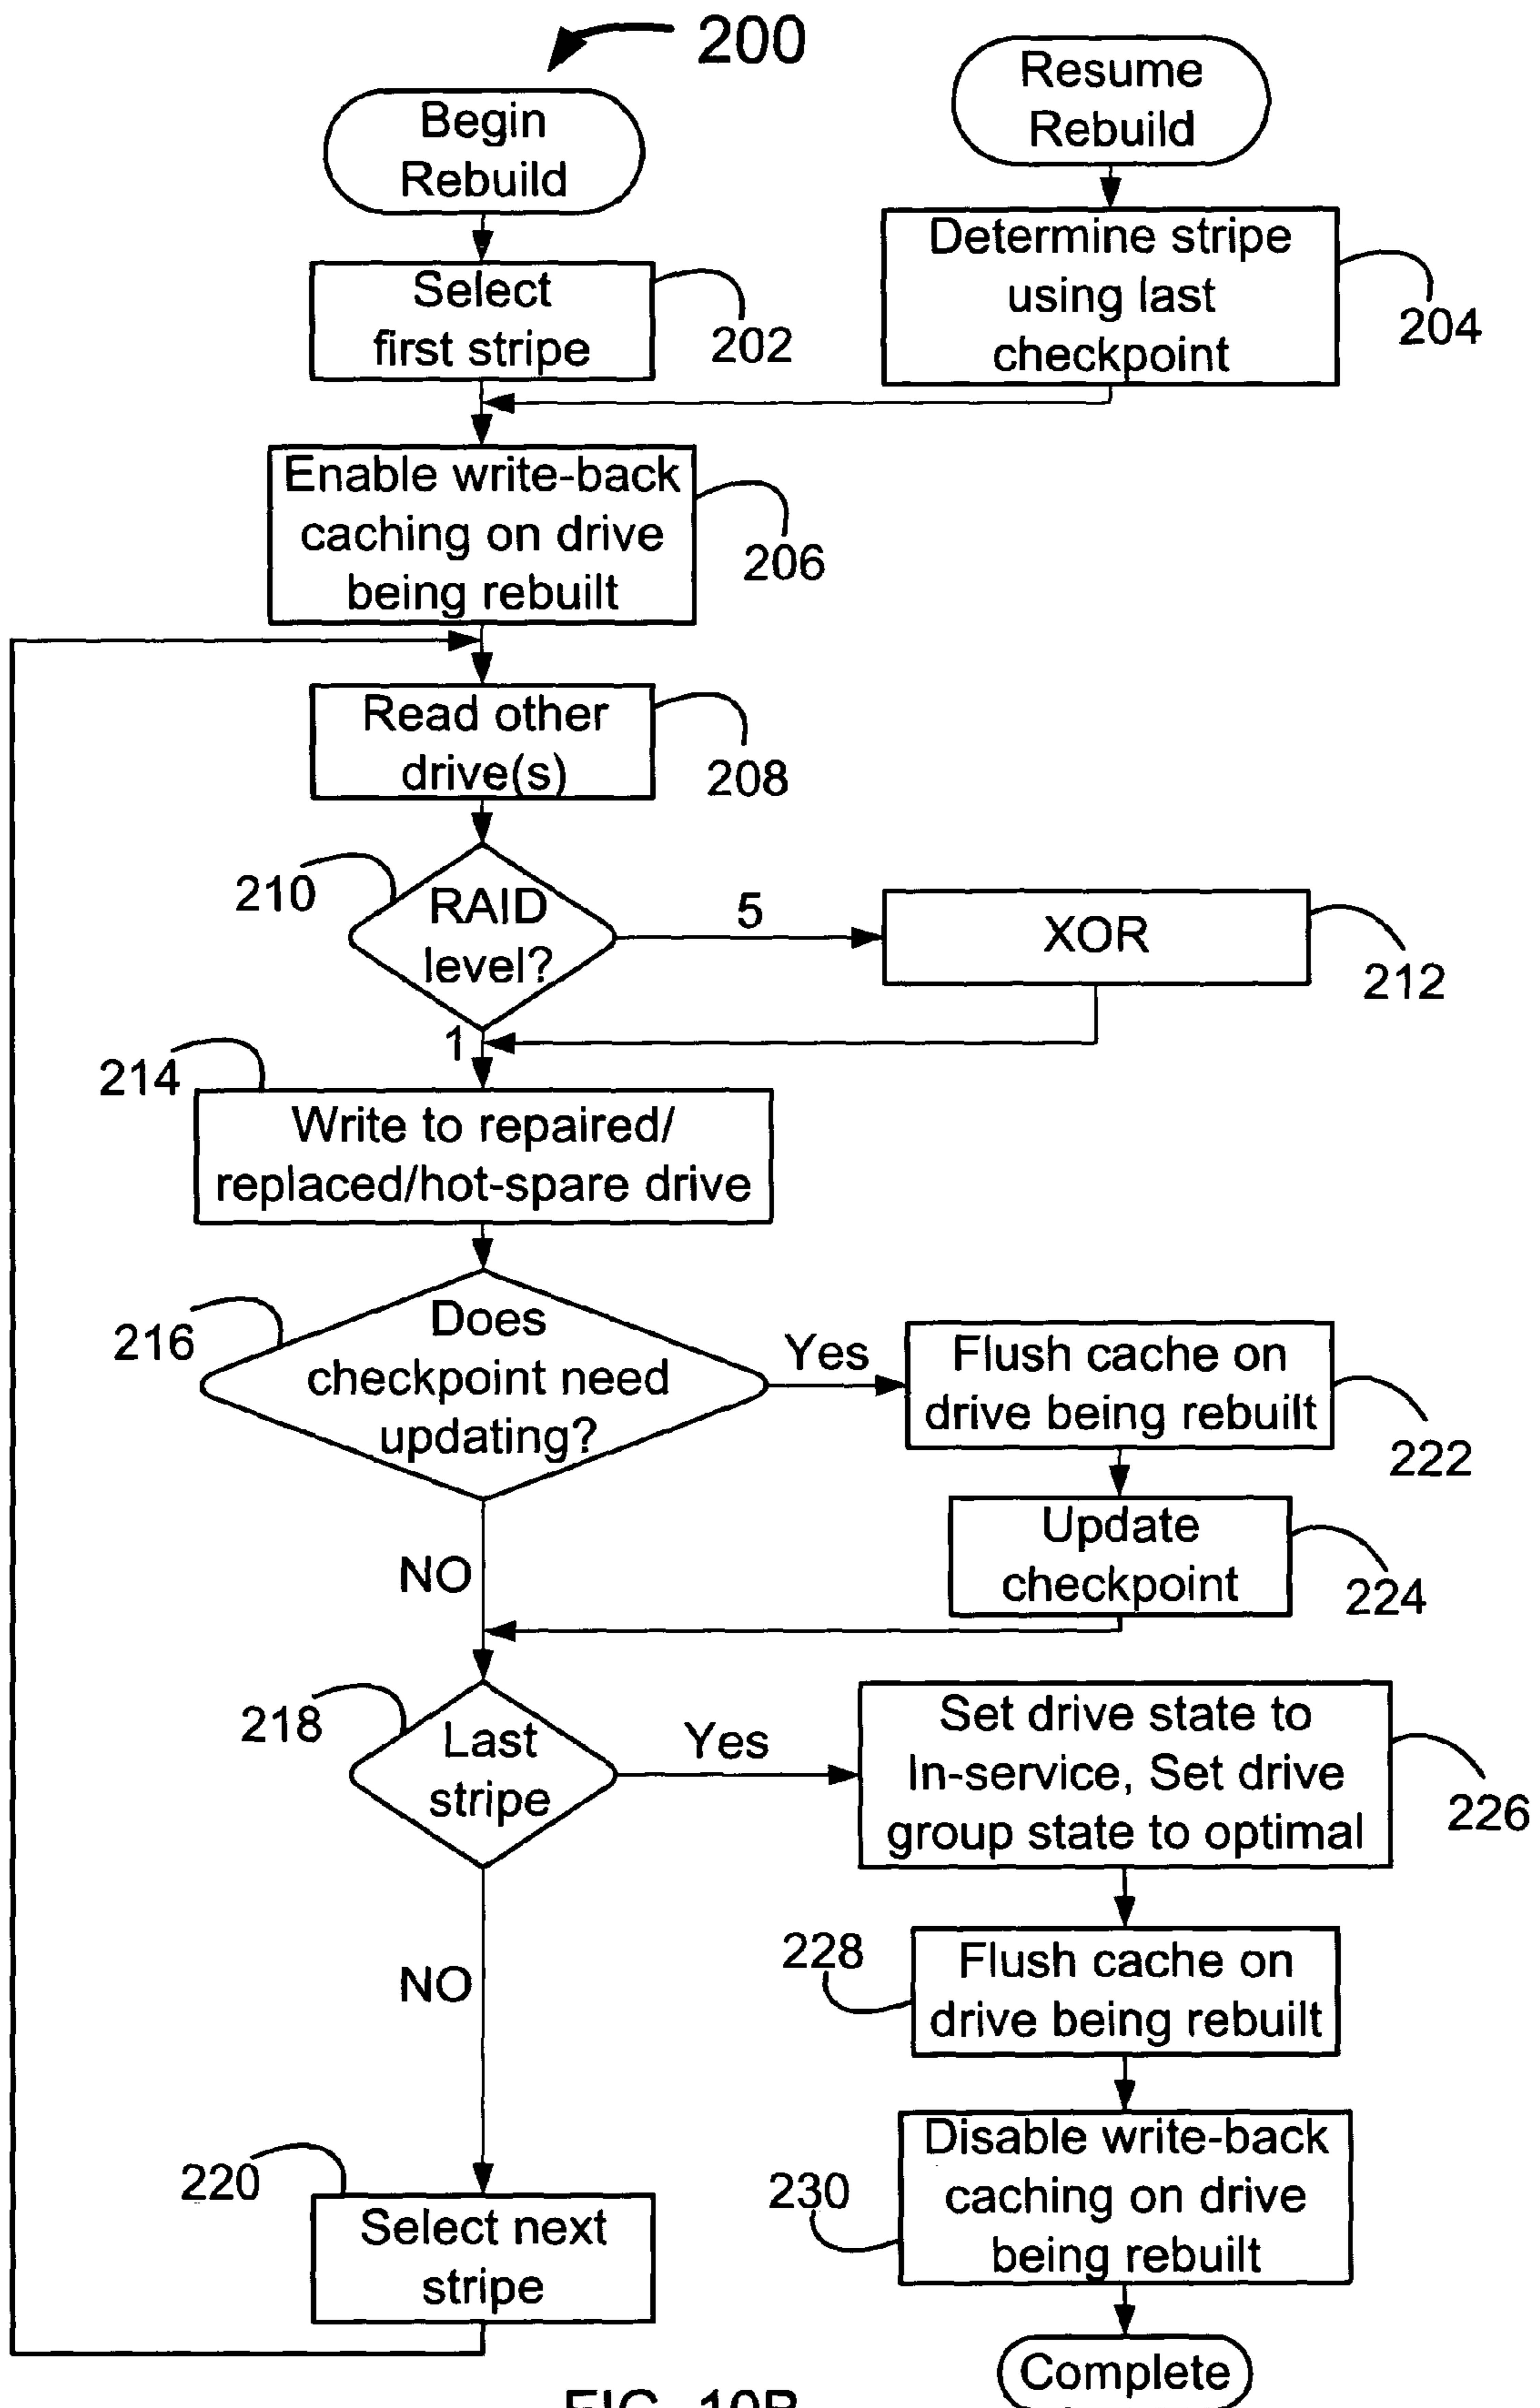 200
Begin
Rebuild
Resume
Rebuild
Select
first stripe
202
Determine stripe
using last
checkpoint
204
Enable write-back
caching on drive
being rebuilt
206
Read other
drive(s)
208
210
RAID
level?
5
XOR
212
1
214
Write to repaired/
replaced/hot-spare drive
216
Does
checkpoint need
updating?
Yes
Flush cache on
drive being rebuilt
222
Update
checkpoint
224
NO
218
Last
stripe
Yes
Set drive state to
In-service, Set drive
group state to optimal
226
228
Flush cache on
drive being rebuilt
NO
230
Disable write-back
caching on drive
being rebuilt
220
Select next
stripe
Complete
FIG. 10B